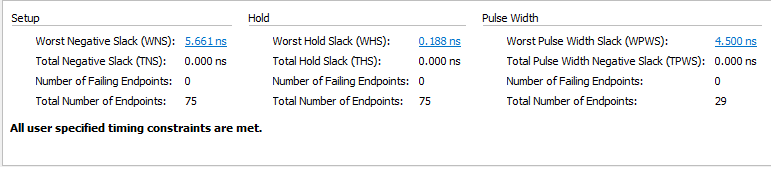 Setup
Hold
Pulse Width
Worst Negative Slack (WNS): 5.661 ns
Worst Hold Slack (WHS): 0.188 ns
Worst Pulse Width Slack (WPWS): 4.500 ns
Total Negative Slack (TNS): 0.000 ns
Total Hold Slack (THS): 0.000 ns
Total Pulse Width Negative Slack (TPWS): 0.000 ns
Number of Failing Endpoints: 0
Number of Failing Endpoints: 0
Number of Failing Endpoints: 0
Total Number of Endpoints: 75
Total Number of Endpoints: 75
Total Number of Endpoints: 29
All user specified timing constraints are met.